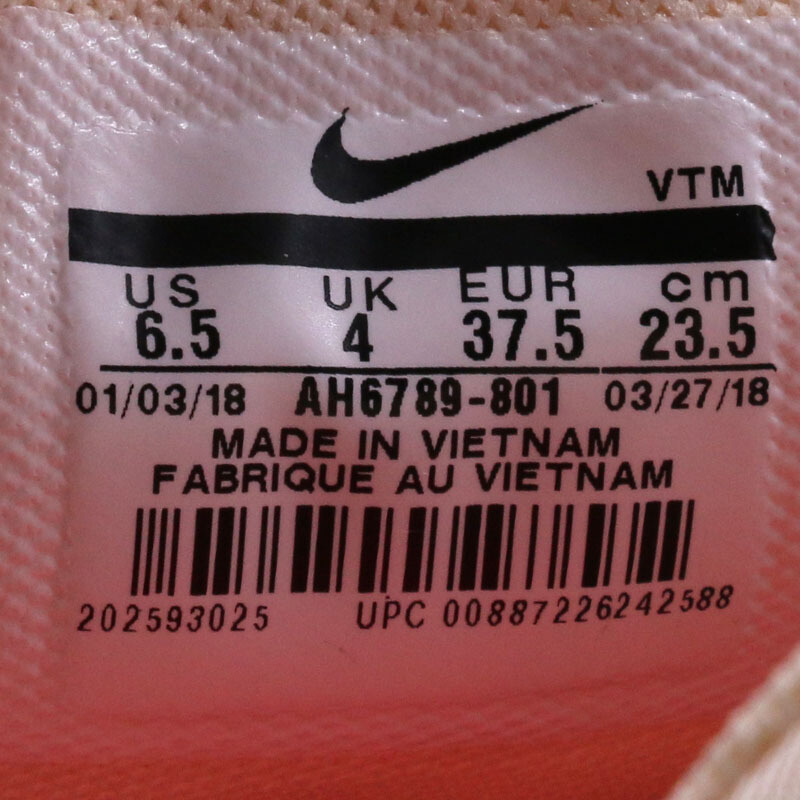 VTM
US UK EUR cm
6.5 4 37.5 23.5
01/03/18 AH6789-801 03/27/18
MADE IN VIETNAM
FABRIQUE AU VIETNAM
202593025 UPC 00887226242588